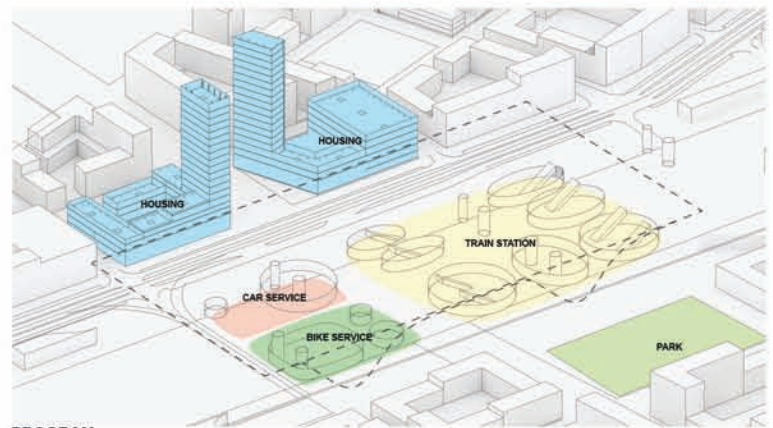 HOUSING
HOUSING
TRAIN STATION
CAR SERVICE
BIKE SERVICE
PARK